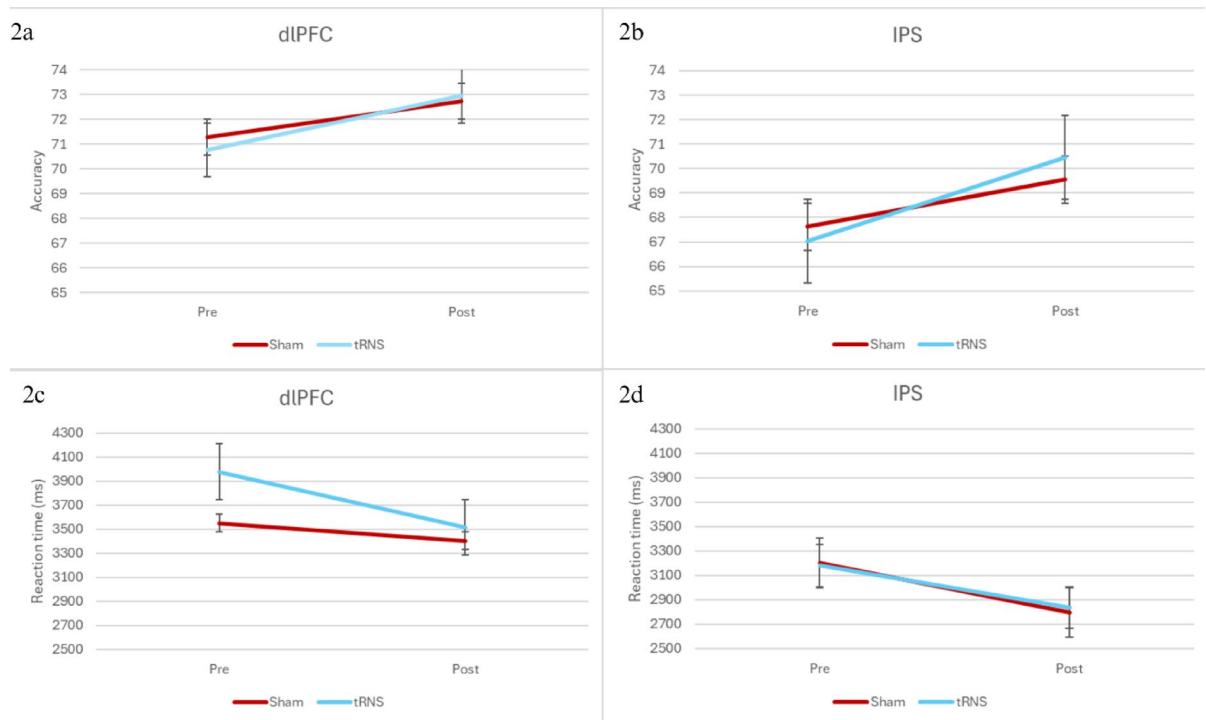 2a
dlPFC
74
73
72
71
70
69
68
67
66
65
Accuracy
Pre Post
Sham tRNS
2b
IPS
74
73
72
71
70
69
68
67
66
65
Accuracy
Pre Post
Sham tRNS
2c
dlPFC
4300
4100
3900
3700
3500
3300
3100
2900
2700
2500
Reaction time (ms)
Pre Post
Sham tRNS
2d
IPS
4300
4100
3900
3700
3500
3300
3100
2900
2700
2500
Reaction time (ms)
Pre Post
Sham tRNS